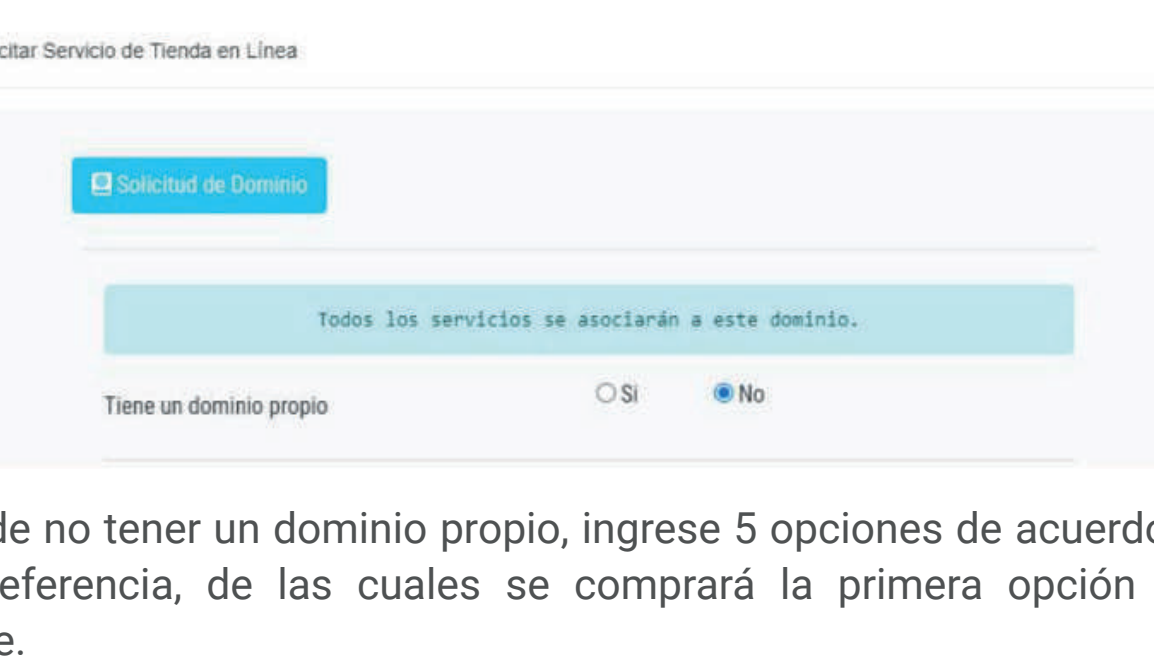 citar Servicio de Tienda en Línea
Solicitud de Dominio
Todos los servicios se asociarán a este dominio.
Tiene un dominio propio
Si
No
de no tener un dominio propio, ingrese 5 opciones de acuerdo
eferencia, de las cuales se comprará la primera opción
e.